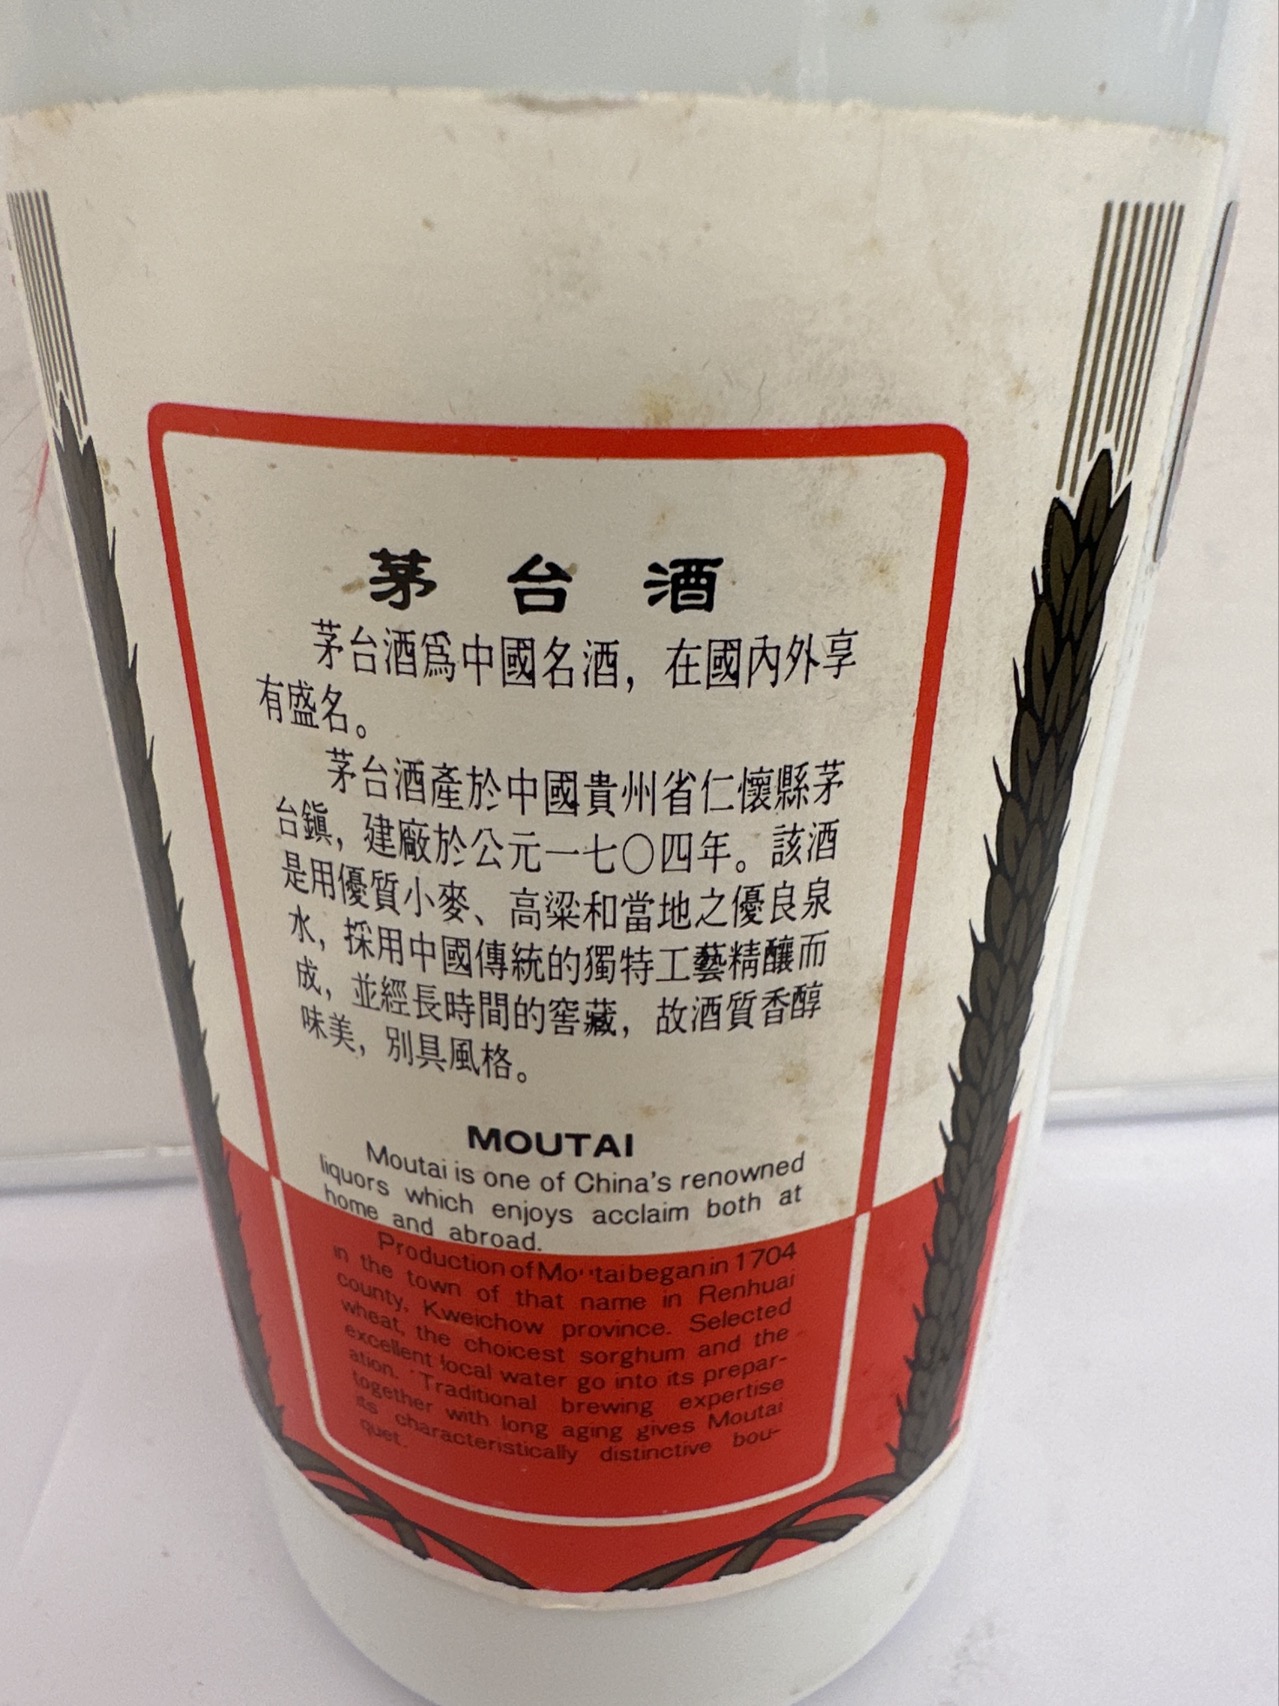 茅台酒
茅台酒爲中國名酒，在國內外享
有盛名。
茅台酒產於中國貴州省仁懷縣茅
台鎭，建廠於公元一七〇四年。該酒
是用優質小麥、高粱和當地之優良泉
水，採用中國傳統的獨特工藝精釀而
成，並經長時間的窖藏，故酒質香醇
味美，別具風格。
MOUTAI
Moutai is one of China's renowned
liquors which enjoys acclaim both at
home and abroad.
Production of Moutai began in 1704
in the town of that name in Renhuai
county, Kweichow province. Selected
wheat, the choicest sorghum and the
excellent local water go into its prepar-
ation. Traditional brewing expertise
together with long aging gives Moutai
its characteristically distinctive bou-
quet.